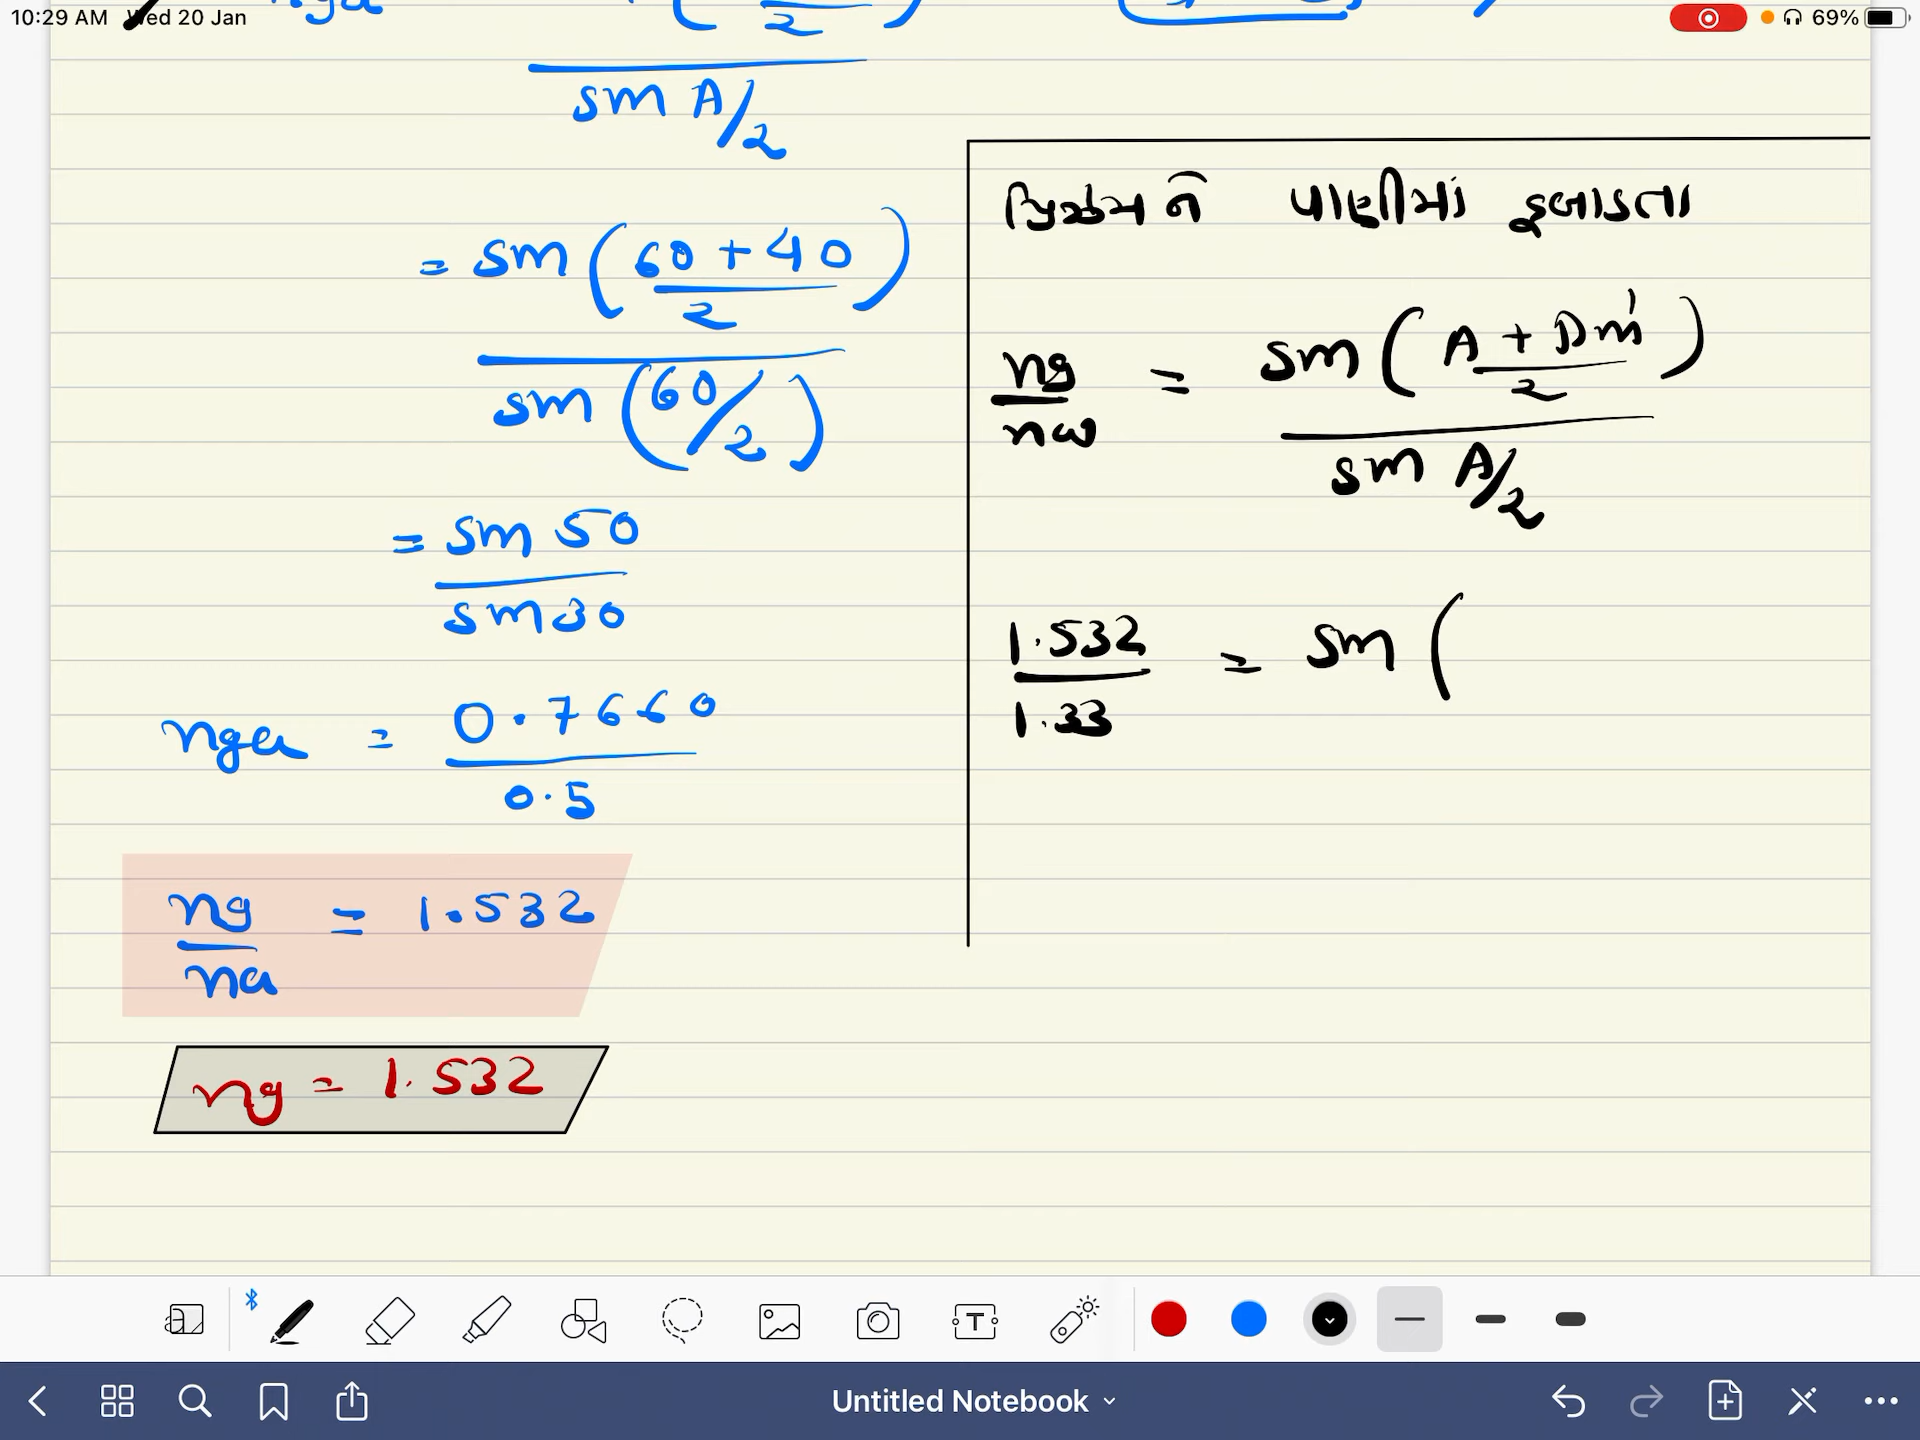 10:29 AM Wed 20 Jan
69%
2
sin A/2
= sin (60 + 40 / 2)
sin (60/2)
= sin 50
sin 30
nga = 0.7660
0.5
ng = 1.532
na
ng = 1.532
પ્રિઝમ ને પાણીમાં ડુબાડતા
ng = sin (A + Dm' / 2)
nw sin A/2
1.532 = sin (
1.33
Untitled Notebook